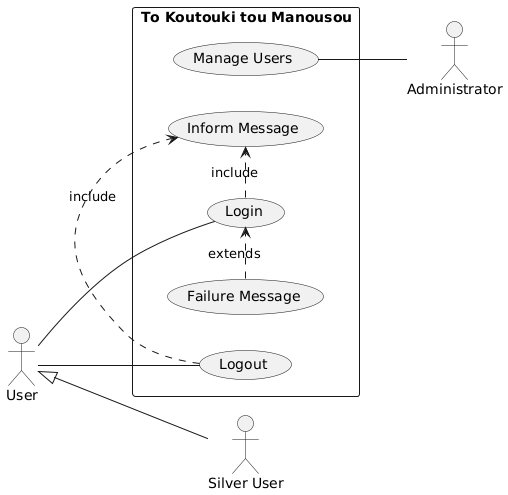 To Koutouki tou Manousou
Manage Users
Administrator
Inform Message
include
include
Login
extends
Failure Message
User
Logout
Silver User